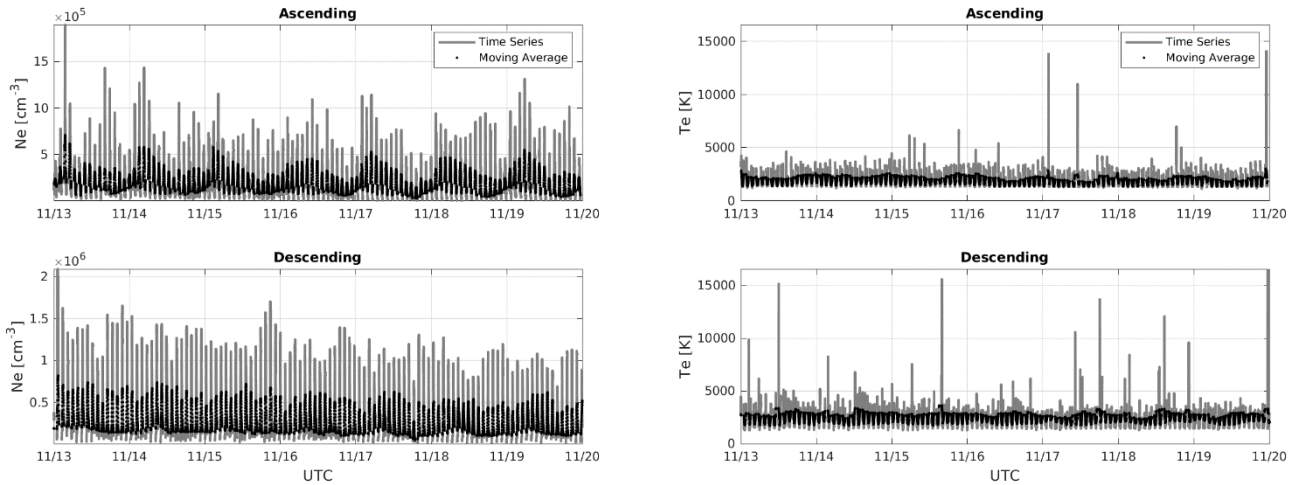 Ascending
×10⁵
Ne [cm⁻³]
15
10
5
Time Series
Moving Average
11/13 11/14 11/15 11/16 11/17 11/18 11/19 11/20
Ascending
Te [K]
15000
10000
5000
0
Time Series
Moving Average
11/13 11/14 11/15 11/16 11/17 11/18 11/19 11/20
Descending
×10⁶
Ne [cm⁻³]
2
1.5
1
0.5
11/13 11/14 11/15 11/16 11/17 11/18 11/19 11/20
UTC
Descending
Te [K]
15000
10000
5000
0
11/13 11/14 11/15 11/16 11/17 11/18 11/19 11/20
UTC